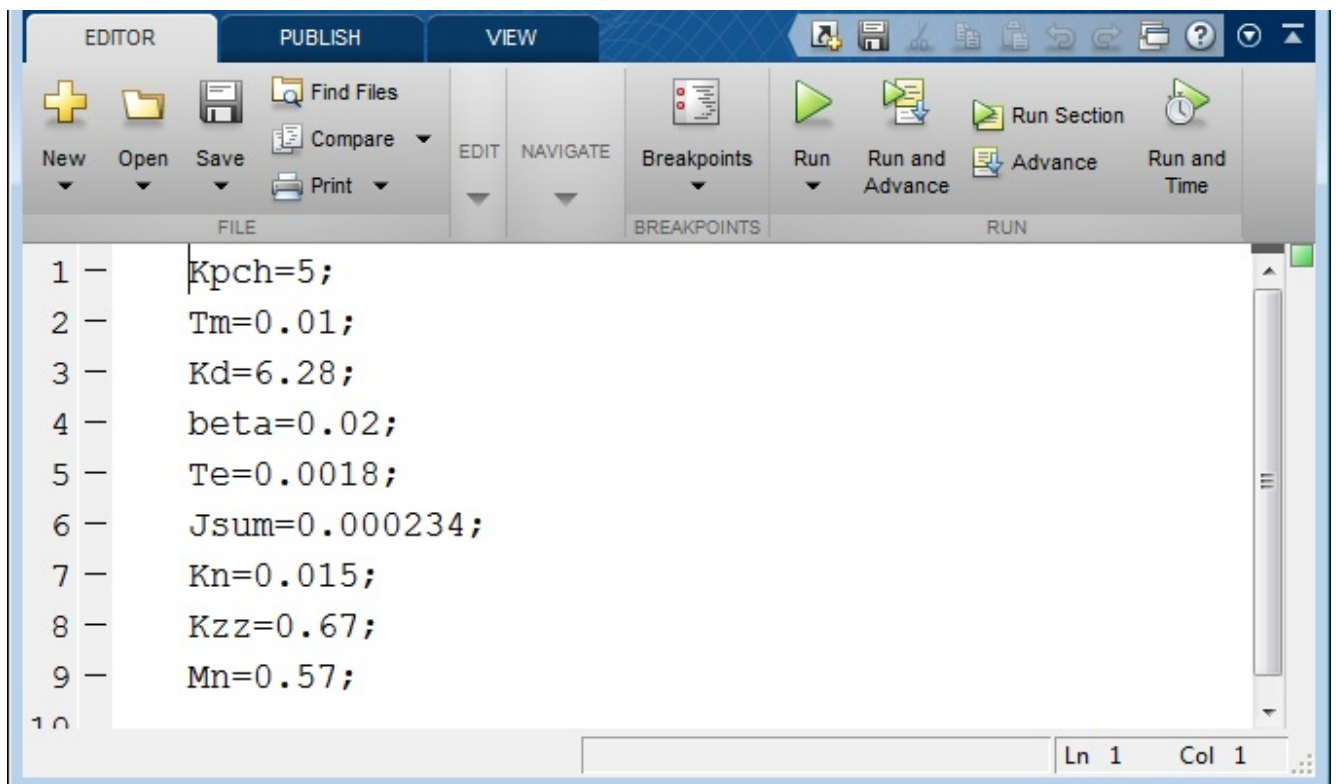 EDITOR PUBLISH VIEW
New Open Save Find Files Compare Print
EDIT NAVIGATE Breakpoints Run Run and Advance Run Section Advance Run and Time
FILE BREAKPOINTS RUN
1 Kpch=5;
2 Tm=0.01;
3 Kd=6.28;
4 beta=0.02;
5 Te=0.0018;
6 Jsum=0.000234;
7 Kn=0.015;
8 Kzz=0.67;
9 Mn=0.57;
10
Ln 1 Col 1